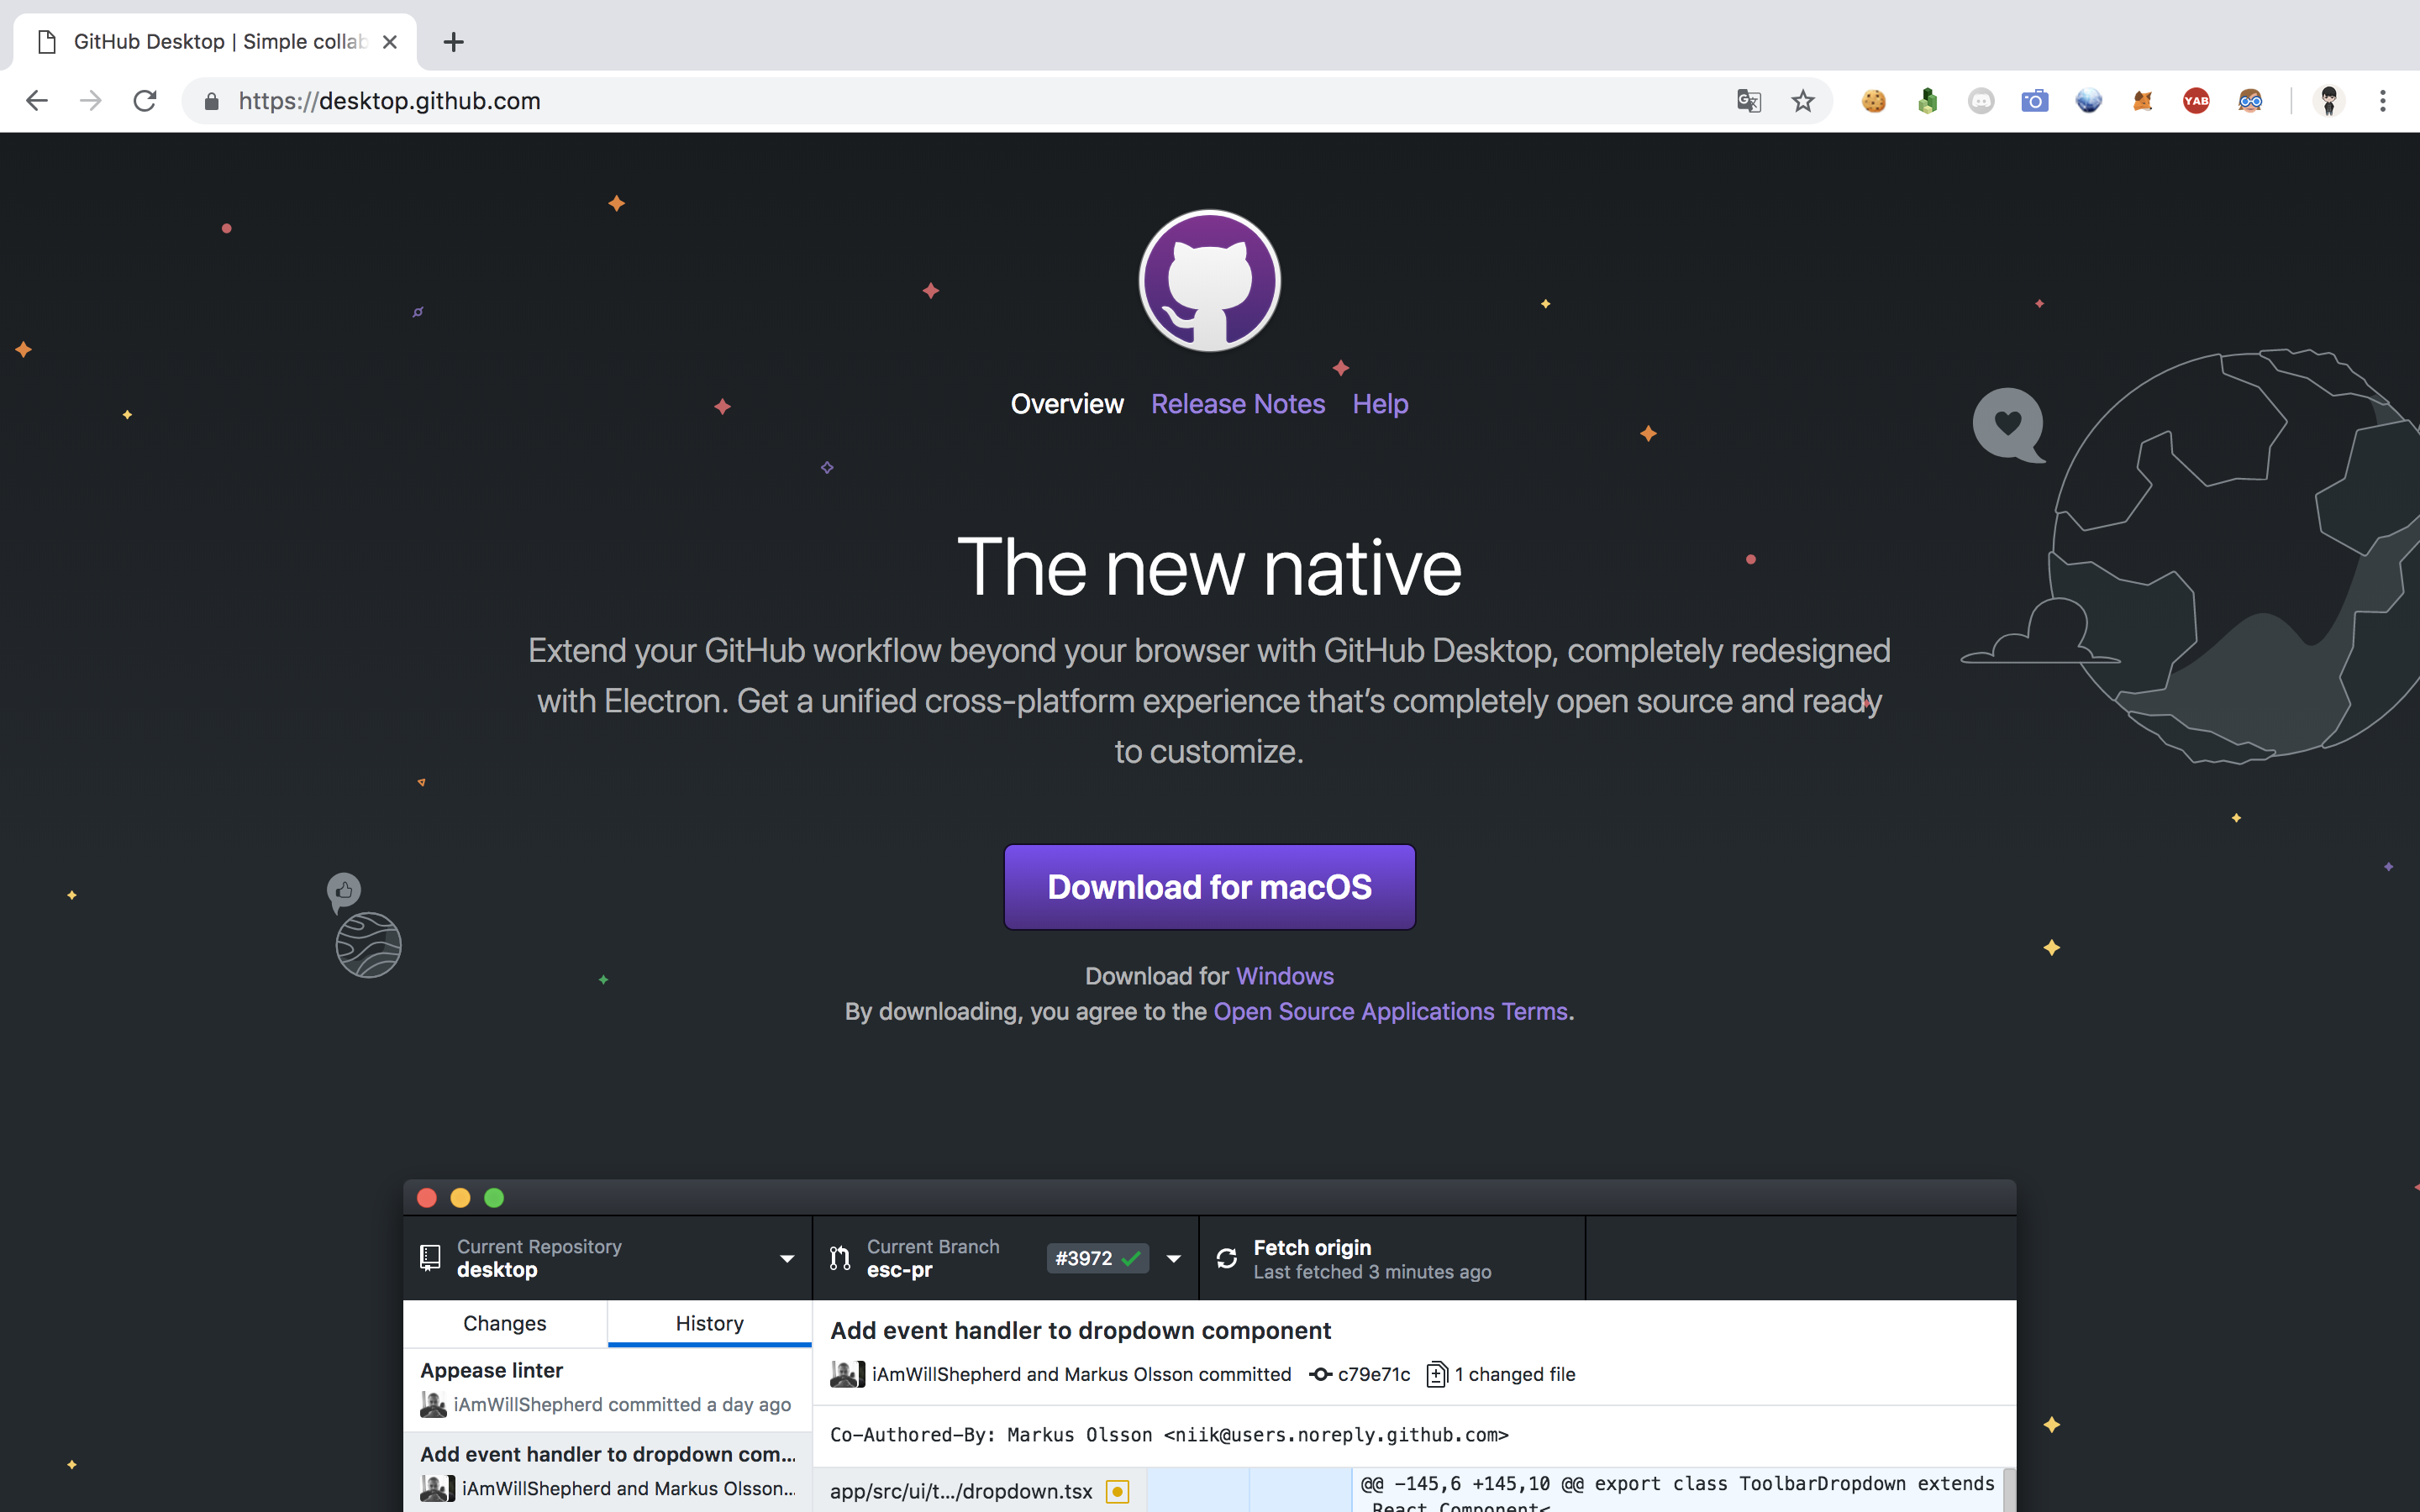 GitHub Desktop | Simple collab
https://desktop.github.com
YAB
Overview Release Notes Help
The new native
Extend your GitHub workflow beyond your browser with GitHub Desktop, completely redesigned
with Electron. Get a unified cross-platform experience that’s completely open source and ready
to customize.
Download for macOS
Download for Windows
By downloading, you agree to the Open Source Applications Terms.
Current Repository
desktop
Current Branch
esc-pr
#3972
Fetch origin
Last fetched 3 minutes ago
Changes
History
Appease linter
iAmWillShepherd committed a day ago
Add event handler to dropdown com...
iAmWillShepherd and Markus Olsson...
Add event handler to dropdown component
iAmWillShepherd and Markus Olsson committed c79e71c 1 changed file
Co-Authored-By: Markus Olsson <niik@users.noreply.github.com>
app/src/ui/t.../dropdown.tsx
@@ -145,6 +145,10 @@ export class ToolbarDropdown extends
React.Component<